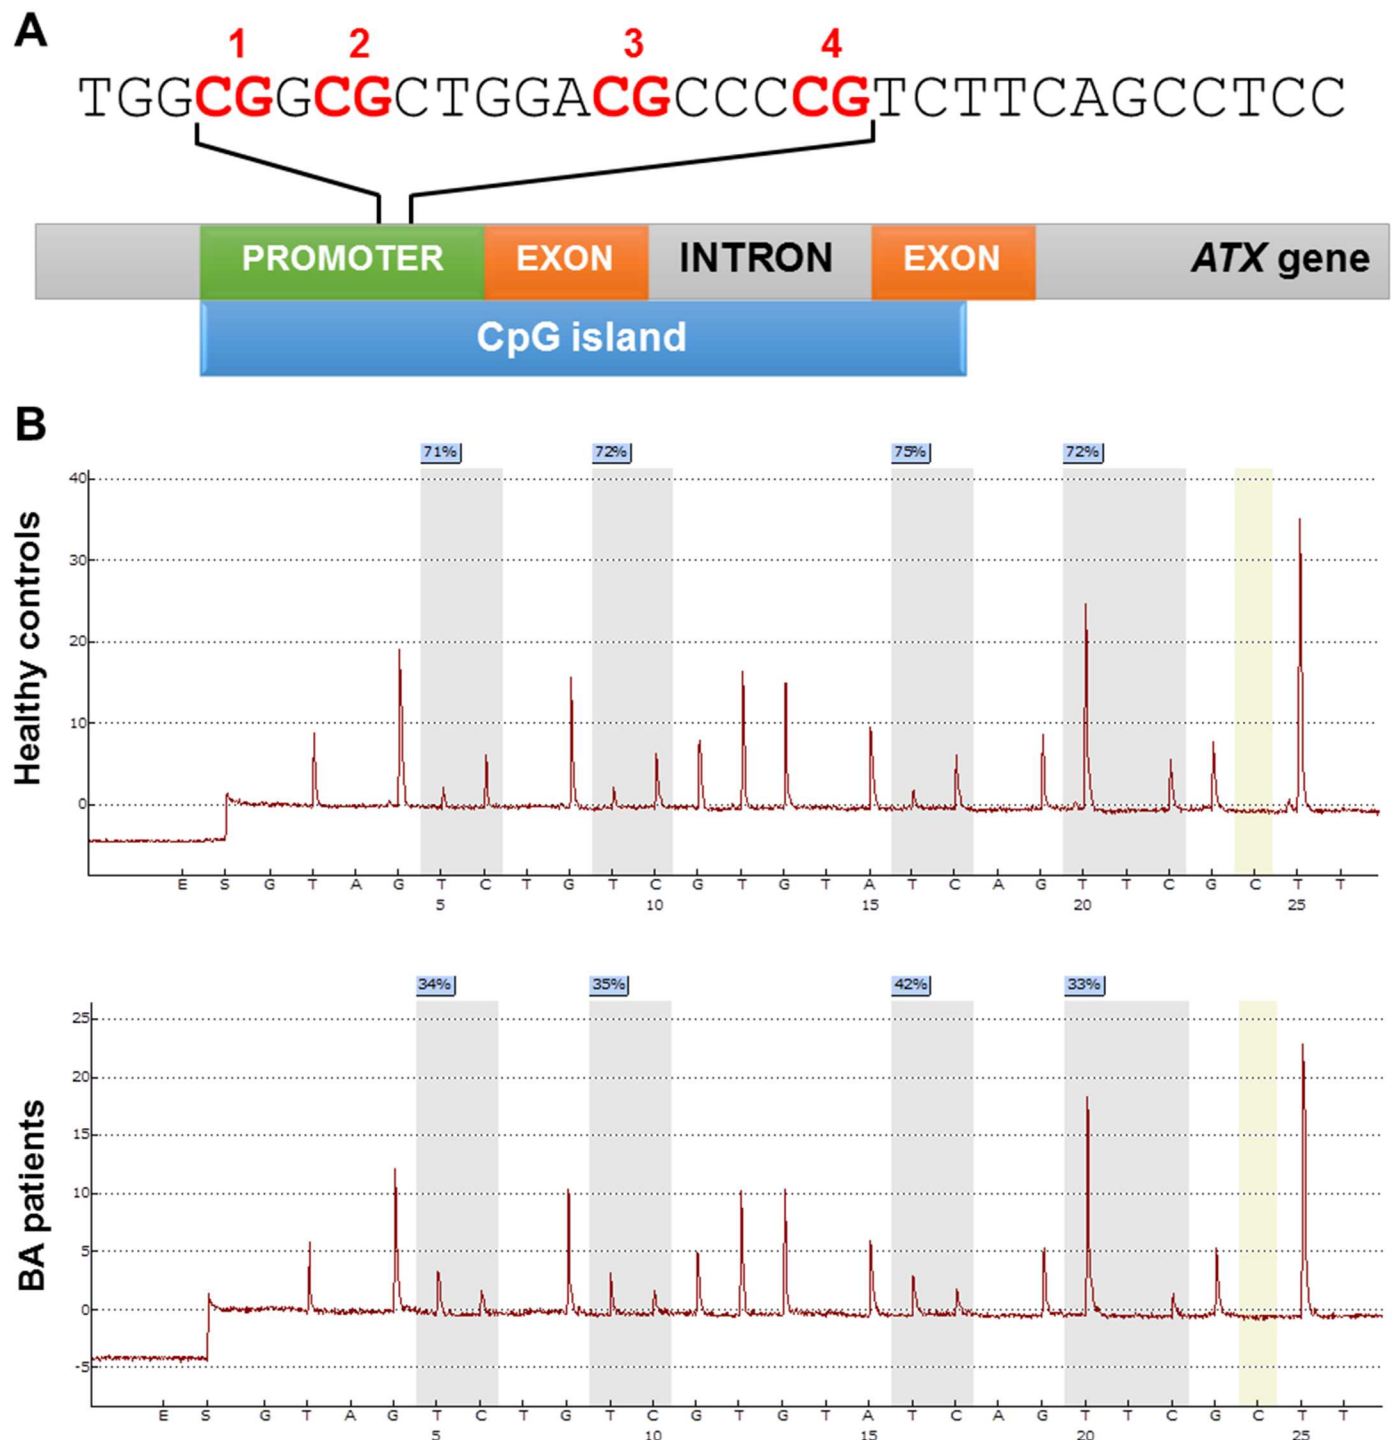 A
1 2 3 4
TGGCGGCGCTGGACGCCCCGTCTTCAGCCTCC
PROMOTER EXON INTRON EXON ATX gene
CpG island
B
Healthy controls
71% 72% 75% 72%
40
30
20
10
0
E S G T A G T C T G T C G T G T A T C A G T T C G C T T
5 10 15 20 25
BA patients
34% 35% 42% 33%
25
20
15
10
5
0
-5
E S G T A G T C T G T C G T G T A T C A G T T C G C T T
5 10 15 20 25